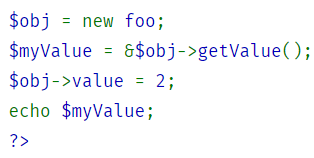 $obj = new foo;
$myValue = &$obj->getValue();
$obj->value = 2;
echo $myValue;
?>